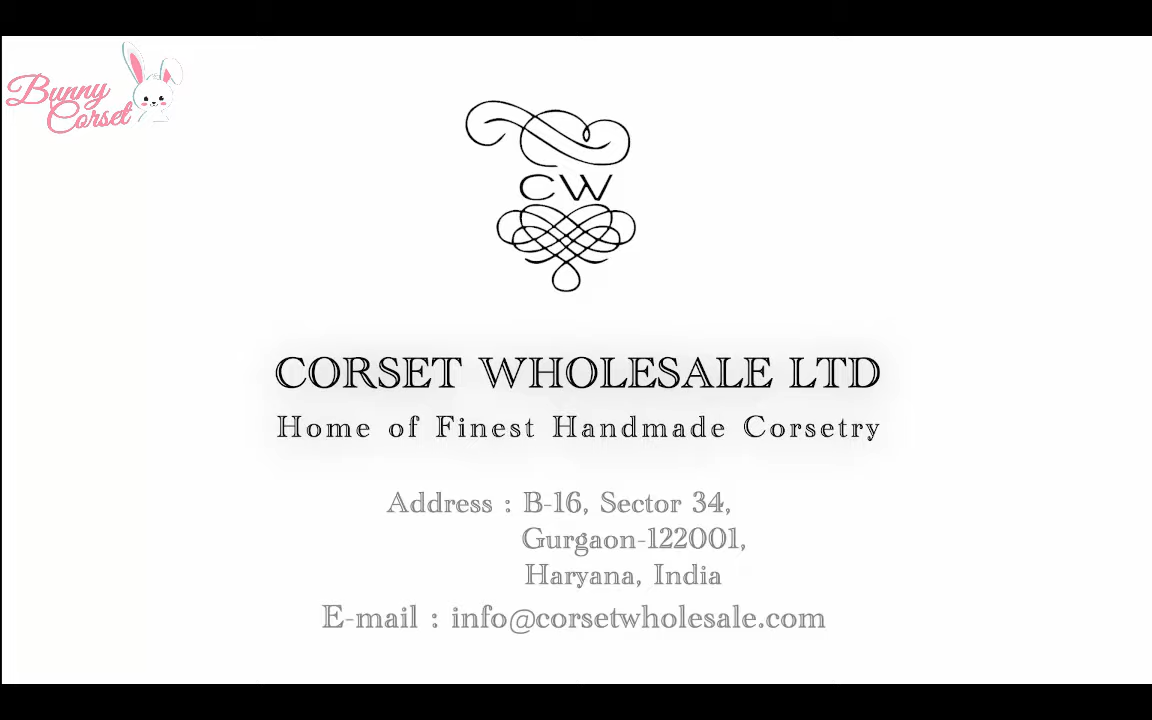 Bunny
Corset
CW
CORSET WHOLESALE LTD
Home of Finest Handmade Corsetry
Address : B-16, Sector 34,
Gurgaon-122001,
Haryana, India
E-mail : info@corsetwholesale.com